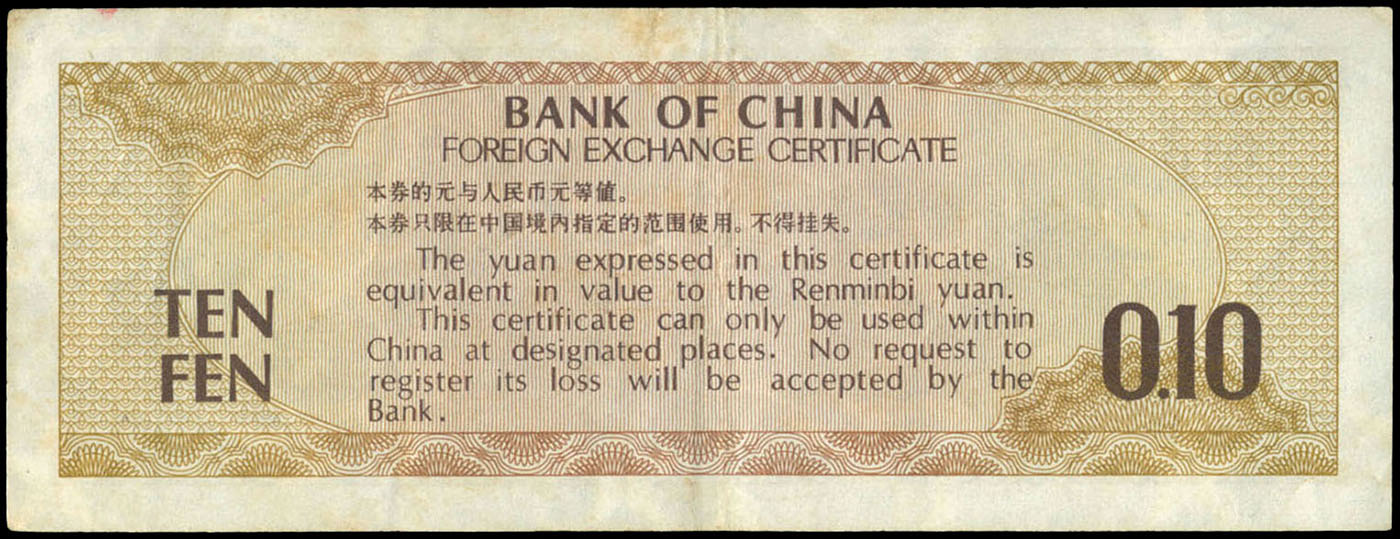 BANK OF CHINA
FOREIGN EXCHANGE CERTIFICATE
本券的元与人民币元等值。
本券只限在中国境内指定的范围使用。不得挂失。
The yuan expressed in this certificate is
equivalent in value to the Renminbi yuan.
This certificate can only be used within
China at designated places. No request to
register its loss will be accepted by the
Bank.
TEN
FEN
0.10